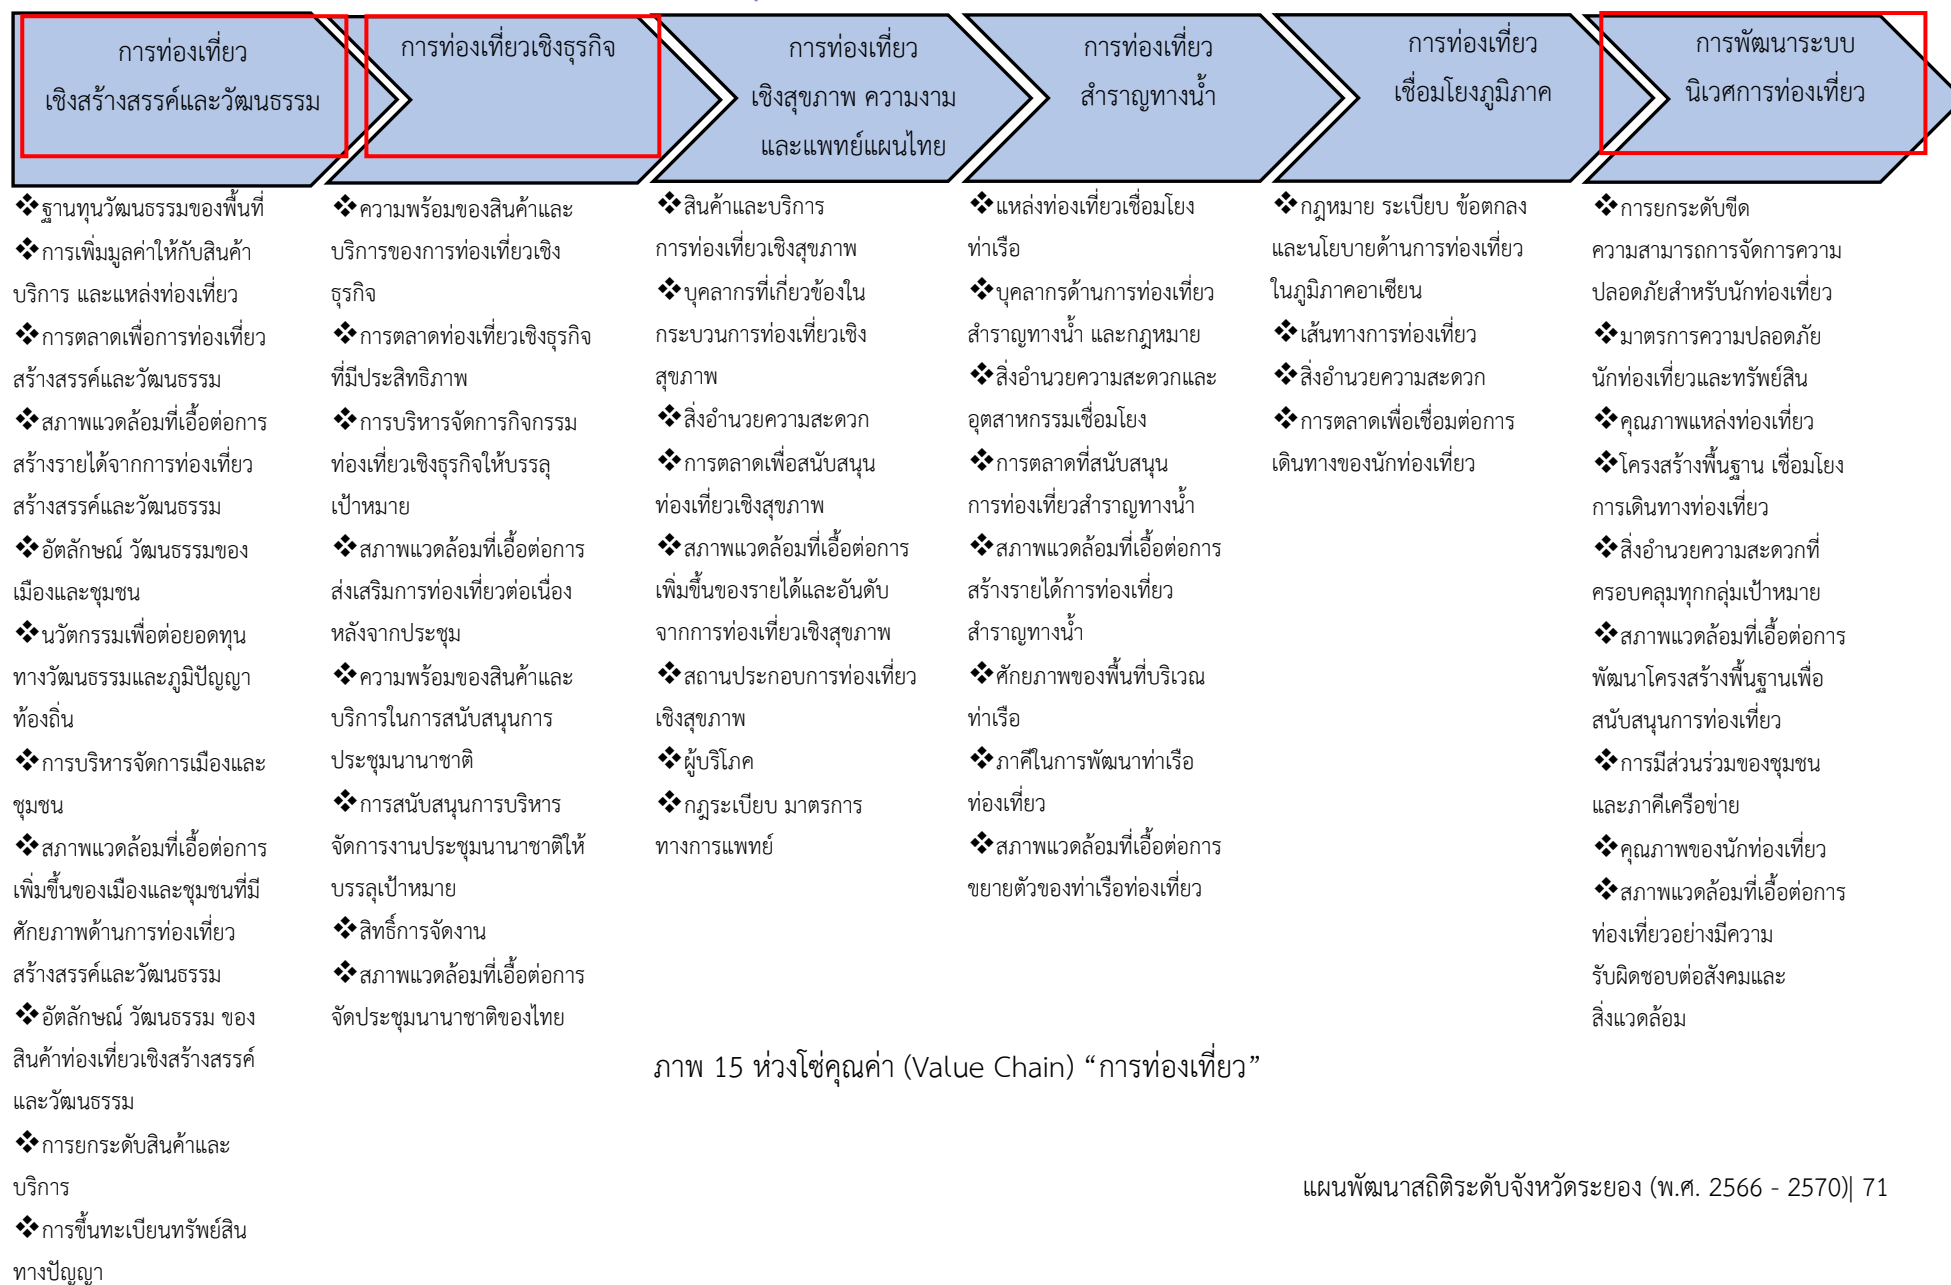 การท่องเที่ยว
เชิงสร้างสรรค์และวัฒนธรรม
การท่องเที่ยวเชิงธุรกิจ
การท่องเที่ยว
เชิงสุขภาพ ความงาม
และแพทย์แผนไทย
การท่องเที่ยว
สำราญทางน้ำ
การท่องเที่ยว
เชื่อมโยงภูมิภาค
การพัฒนาระบบ
นิเวศการท่องเที่ยว
❖ฐานทุนวัฒนธรรมของพื้นที่
❖การเพิ่มมูลค่าให้กับสินค้า
บริการ และแหล่งท่องเที่ยว
❖การตลาดเพื่อการท่องเที่ยว
สร้างสรรค์และวัฒนธรรม
❖สภาพแวดล้อมที่เอื้อต่อการ
สร้างรายได้จากการท่องเที่ยว
สร้างสรรค์และวัฒนธรรม
❖อัตลักษณ์ วัฒนธรรมของ
เมืองและชุมชน
❖นวัตกรรมเพื่อต่อยอดทุน
ทางวัฒนธรรมและภูมิปัญญา
ท้องถิ่น
❖การบริหารจัดการเมืองและ
ชุมชน
❖สภาพแวดล้อมที่เอื้อต่อการ
เพิ่มขึ้นของเมืองและชุมชนที่มี
ศักยภาพด้านการท่องเที่ยว
สร้างสรรค์และวัฒนธรรม
❖อัตลักษณ์ วัฒนธรรม ของ
สินค้าท่องเที่ยวเชิงสร้างสรรค์
และวัฒนธรรม
❖การยกระดับสินค้าและ
บริการ
❖การขึ้นทะเบียนทรัพย์สิน
ทางปัญญา
❖ความพร้อมของสินค้าและ
บริการของการท่องเที่ยวเชิง
ธุรกิจ
❖การตลาดท่องเที่ยวเชิงธุรกิจ
ที่มีประสิทธิภาพ
❖การบริหารจัดการกิจกรรม
ท่องเที่ยวเชิงธุรกิจให้บรรลุ
เป้าหมาย
❖สภาพแวดล้อมที่เอื้อต่อการ
ส่งเสริมการท่องเที่ยวต่อเนื่อง
หลังจากประชุม
❖ความพร้อมของสินค้าและ
บริการในการสนับสนุนการ
ประชุมนานาชาติ
❖การสนับสนุนการบริหาร
จัดการงานประชุมนานาชาติให้
บรรลุเป้าหมาย
❖สิทธิ์การจัดงาน
❖สภาพแวดล้อมที่เอื้อต่อการ
จัดประชุมนานาชาติของไทย
❖สินค้าและบริการ
การท่องเที่ยวเชิงสุขภาพ
❖บุคลากรที่เกี่ยวข้องใน
กระบวนการท่องเที่ยวเชิง
สุขภาพ
❖สิ่งอำนวยความสะดวก
❖การตลาดเพื่อสนับสนุน
ท่องเที่ยวเชิงสุขภาพ
❖สภาพแวดล้อมที่เอื้อต่อการ
เพิ่มขึ้นของรายได้และอันดับ
จากการท่องเที่ยวเชิงสุขภาพ
❖สถานประกอบการท่องเที่ยว
เชิงสุขภาพ
❖ผู้บริโภค
❖กฎระเบียบ มาตรการ
ทางการแพทย์
❖แหล่งท่องเที่ยวเชื่อมโยง
ท่าเรือ
❖บุคลากรด้านการท่องเที่ยว
สำราญทางน้ำ และกฎหมาย
❖สิ่งอำนวยความสะดวกและ
อุตสาหกรรมเชื่อมโยง
❖การตลาดที่สนับสนุน
การท่องเที่ยวสำราญทางน้ำ
❖สภาพแวดล้อมที่เอื้อต่อการ
สร้างรายได้การท่องเที่ยว
สำราญทางน้ำ
❖ศักยภาพของพื้นที่บริเวณ
ท่าเรือ
❖ภาคีในการพัฒนาท่าเรือ
ท่องเที่ยว
❖สภาพแวดล้อมที่เอื้อต่อการ
ขยายตัวของท่าเรือท่องเที่ยว
❖กฎหมาย ระเบียบ ข้อตกลง
และนโยบายด้านการท่องเที่ยว
ในภูมิภาคอาเซียน
❖เส้นทางการท่องเที่ยว
❖สิ่งอำนวยความสะดวก
❖การตลาดเพื่อเชื่อมต่อการ
เดินทางของนักท่องเที่ยว
❖การยกระดับขีด
ความสามารถการจัดการความ
ปลอดภัยสำหรับนักท่องเที่ยว
❖มาตรการความปลอดภัย
นักท่องเที่ยวและทรัพย์สิน
❖คุณภาพแหล่งท่องเที่ยว
❖โครงสร้างพื้นฐาน เชื่อมโยง
การเดินทางท่องเที่ยว
❖สิ่งอำนวยความสะดวกที่
ครอบคลุมทุกกลุ่มเป้าหมาย
❖สภาพแวดล้อมที่เอื้อต่อการ
พัฒนาโครงสร้างพื้นฐานเพื่อ
สนับสนุนการท่องเที่ยว
❖การมีส่วนร่วมของชุมชน
และภาคีเครือข่าย
❖คุณภาพของนักท่องเที่ยว
❖สภาพแวดล้อมที่เอื้อต่อการ
ท่องเที่ยวอย่างมีความ
รับผิดชอบต่อสังคมและ
สิ่งแวดล้อม
ภาพ 15 ห่วงโซ่คุณค่า (Value Chain) “การท่องเที่ยว”
แผนพัฒนาสถิติระดับจังหวัดระยอง (พ.ศ. 2566 - 2570)| 71